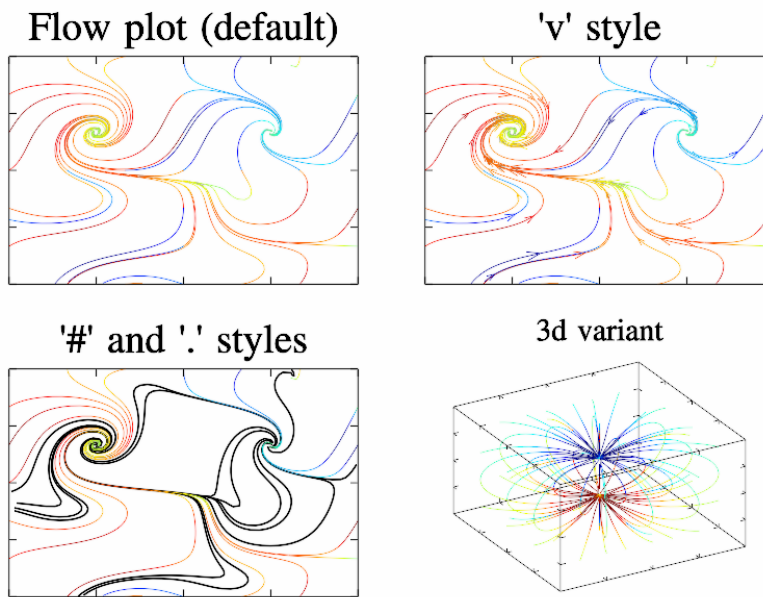 Flow plot (default)
'v' style
'#' and '.' styles
3d variant